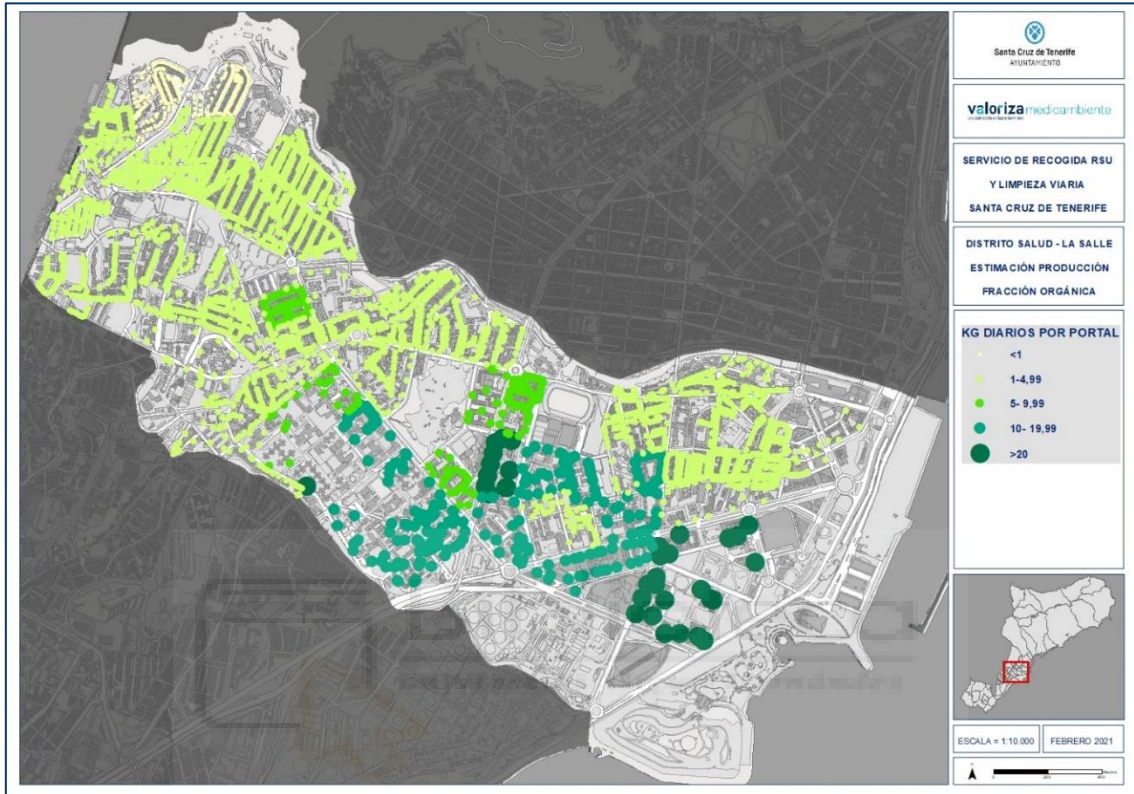 Santa Cruz de Tenerife
AYUNTAMIENTO
valoriza medioambiente
SERVICIO DE RECOGIDA RSU
Y LIMPIEZA VIARIA
SANTA CRUZ DE TENERIFE
DISTRITO SALUD - LA SALLE
ESTIMACIÓN PRODUCCIÓN
FRACCIÓN ORGÁNICA
KG DIARIOS POR PORTAL
<1
1-4,99
5- 9,99
10- 19,99
>20
ESCALA = 1:10.000
FEBRERO 2021